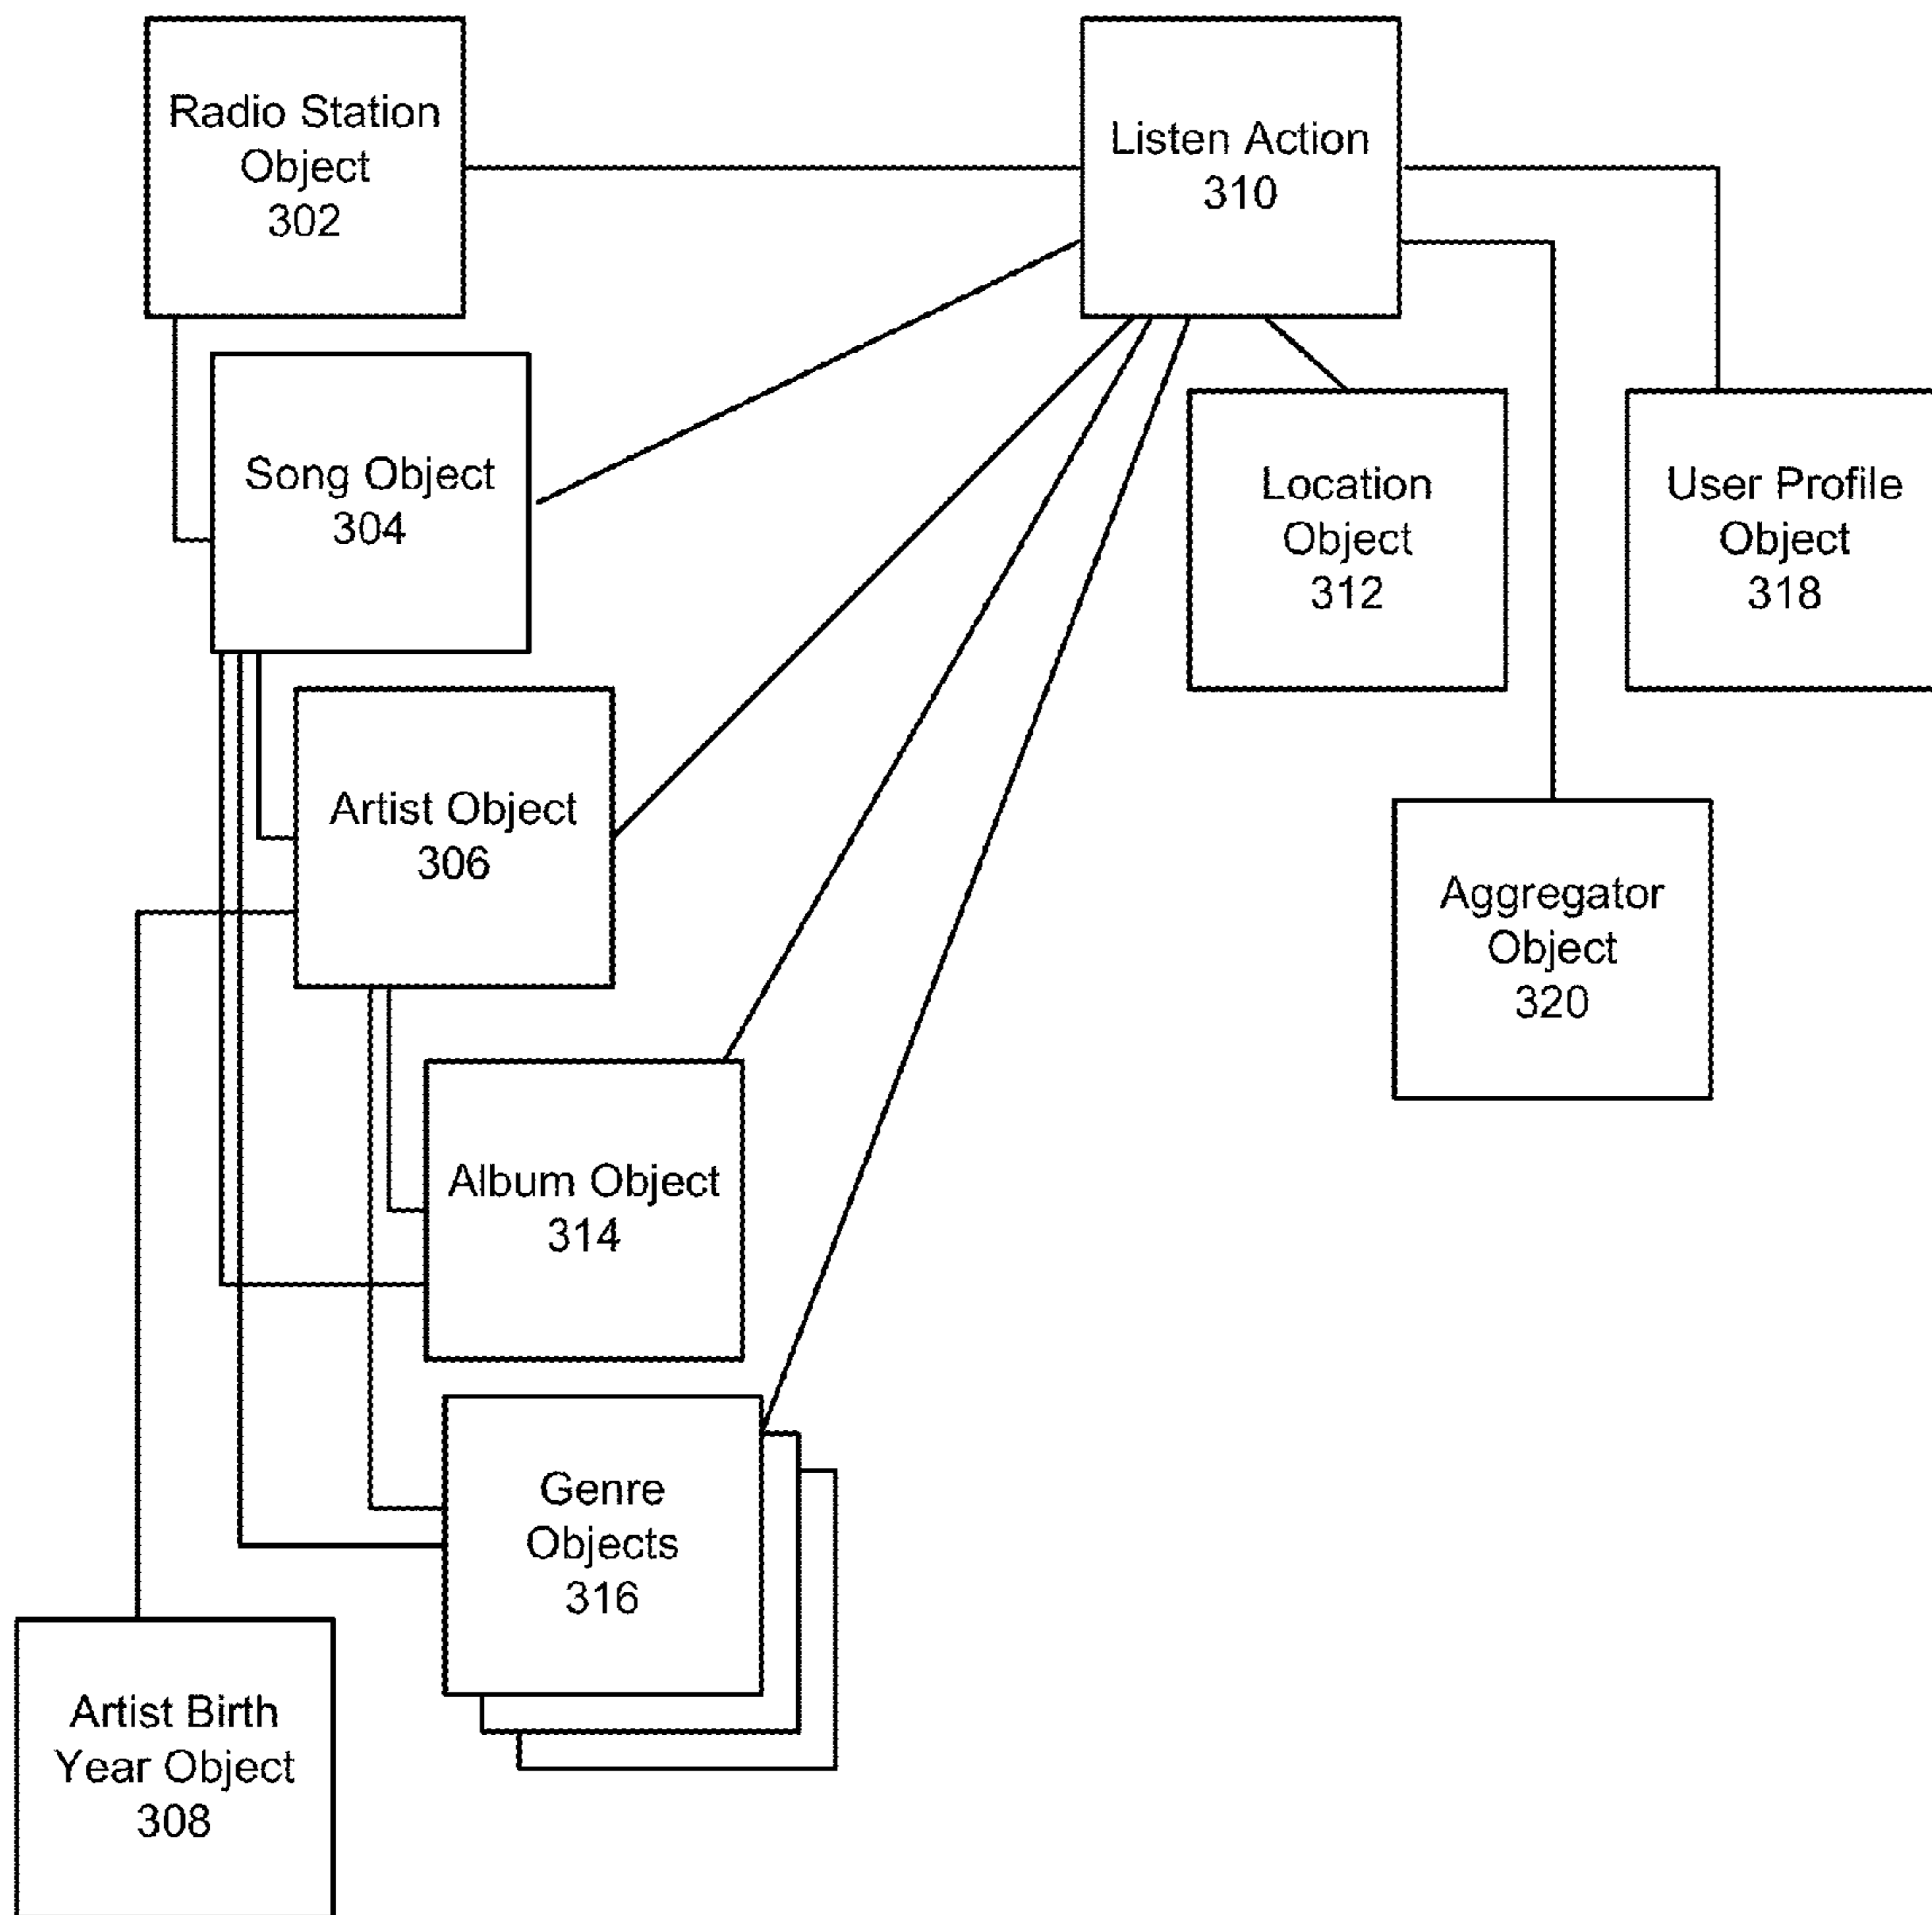 Radio Station
Object
302
Listen Action
310
Song Object
304
Location
Object
312
User Profile
Object
318
Artist Object
306
Aggregator
Object
320
Album Object
314
Genre
Objects
316
Artist Birth
Year Object
308